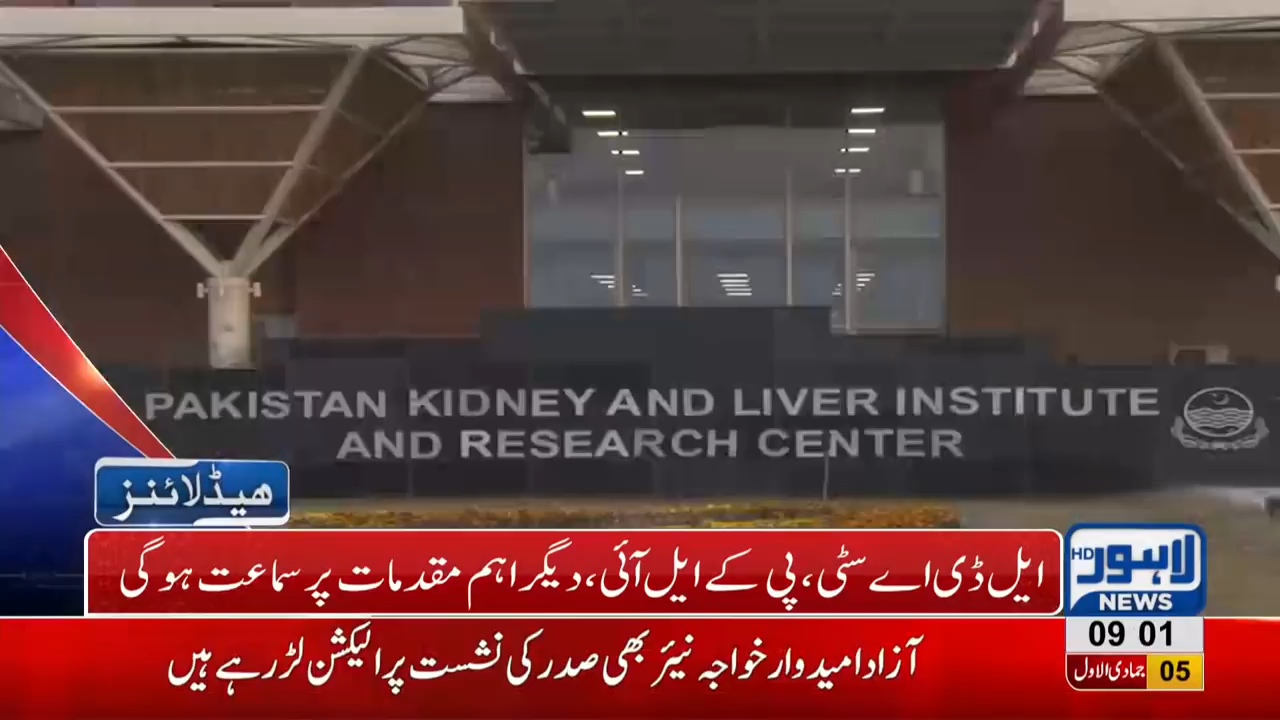 PAKISTAN KIDNEY AND LIVER INSTITUTE
AND RESEARCH CENTER
ھیڈلائنز
ایل ڈی اے سٹی، پی کے ایل آئی، دیگر اہم مقدمات پر سماعت ہو گی
HD
لاہور
NEWS
09 01
آزاد امیدوار خواجہ نیئر بھی صدر کی نشست پر الیکشن لڑ رہے ہیں
05 جمادی الاول